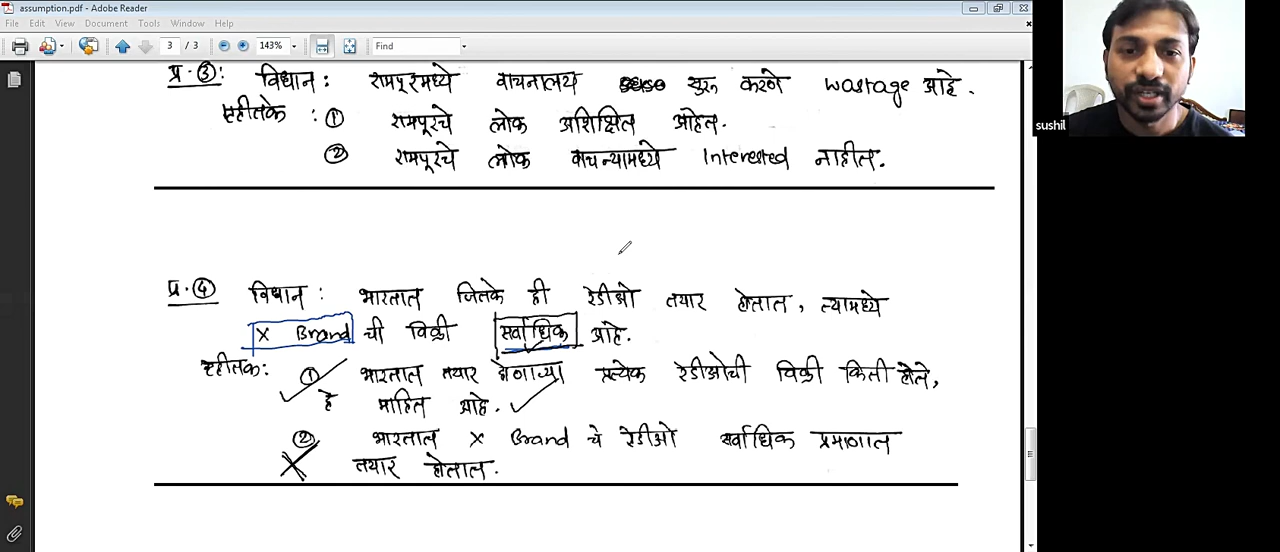 assumption.pdf - Adobe Reader
File Edit View Document Tools Window Help
3 / 3 143% Find
प्र. ③ : विधान : रामपूरमध्ये वाचनालय सुरू करणे wastage आहे.
गृहीतके : ① रामपूरचे लोक अशिक्षित आहेत.
② रामपूरचे लोक वाचन्यामध्ये Interested नाहीत.
प्र. ④ विधान : भारतात जितके ही रेडीओ तयार होतात, त्यामध्ये
X Brand ची विक्री सर्वाधिक आहे.
गृहीतक : ① भारतात तयार होणाऱ्या प्रत्येक रेडीओची विक्री किती होते,
हे माहित आहे.
② भारतात X Brand चे रेडीओ सर्वाधिक प्रमाणात
तयार होतात.
sushil